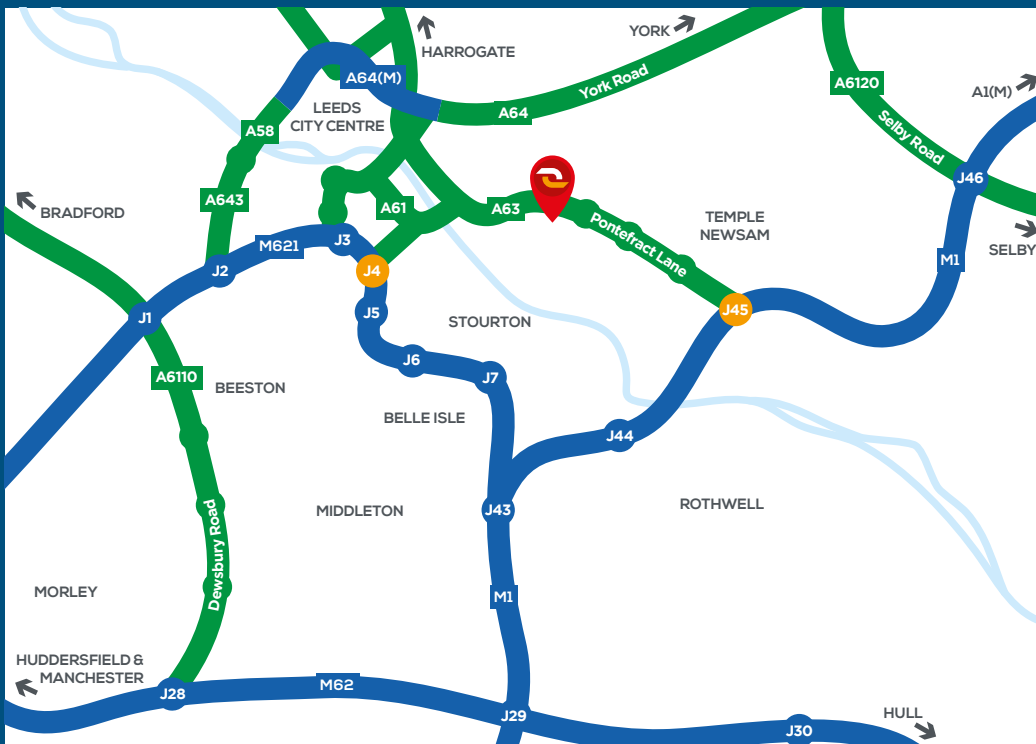 YORK
HARROGATE
A64(M)
York Road
A6120
A1(M)
LEEDS
CITY CENTRE
A64
A58
Selby Road
J46
A643
A61
A63
BRADFORD
TEMPLE
NEWSAM
Pontefract Lane
SELBY
M621
J3
J2
J4
M1
J5
J45
J1
STOURTON
J6
J7
A6110
BEESTON
BELLE ISLE
J44
MIDDLETON
J43
ROTHWELL
Dewsbury Road
MORLEY
M1
HUDDERSFIELD &
MANCHESTER
J28
M62
J29
HULL
J30